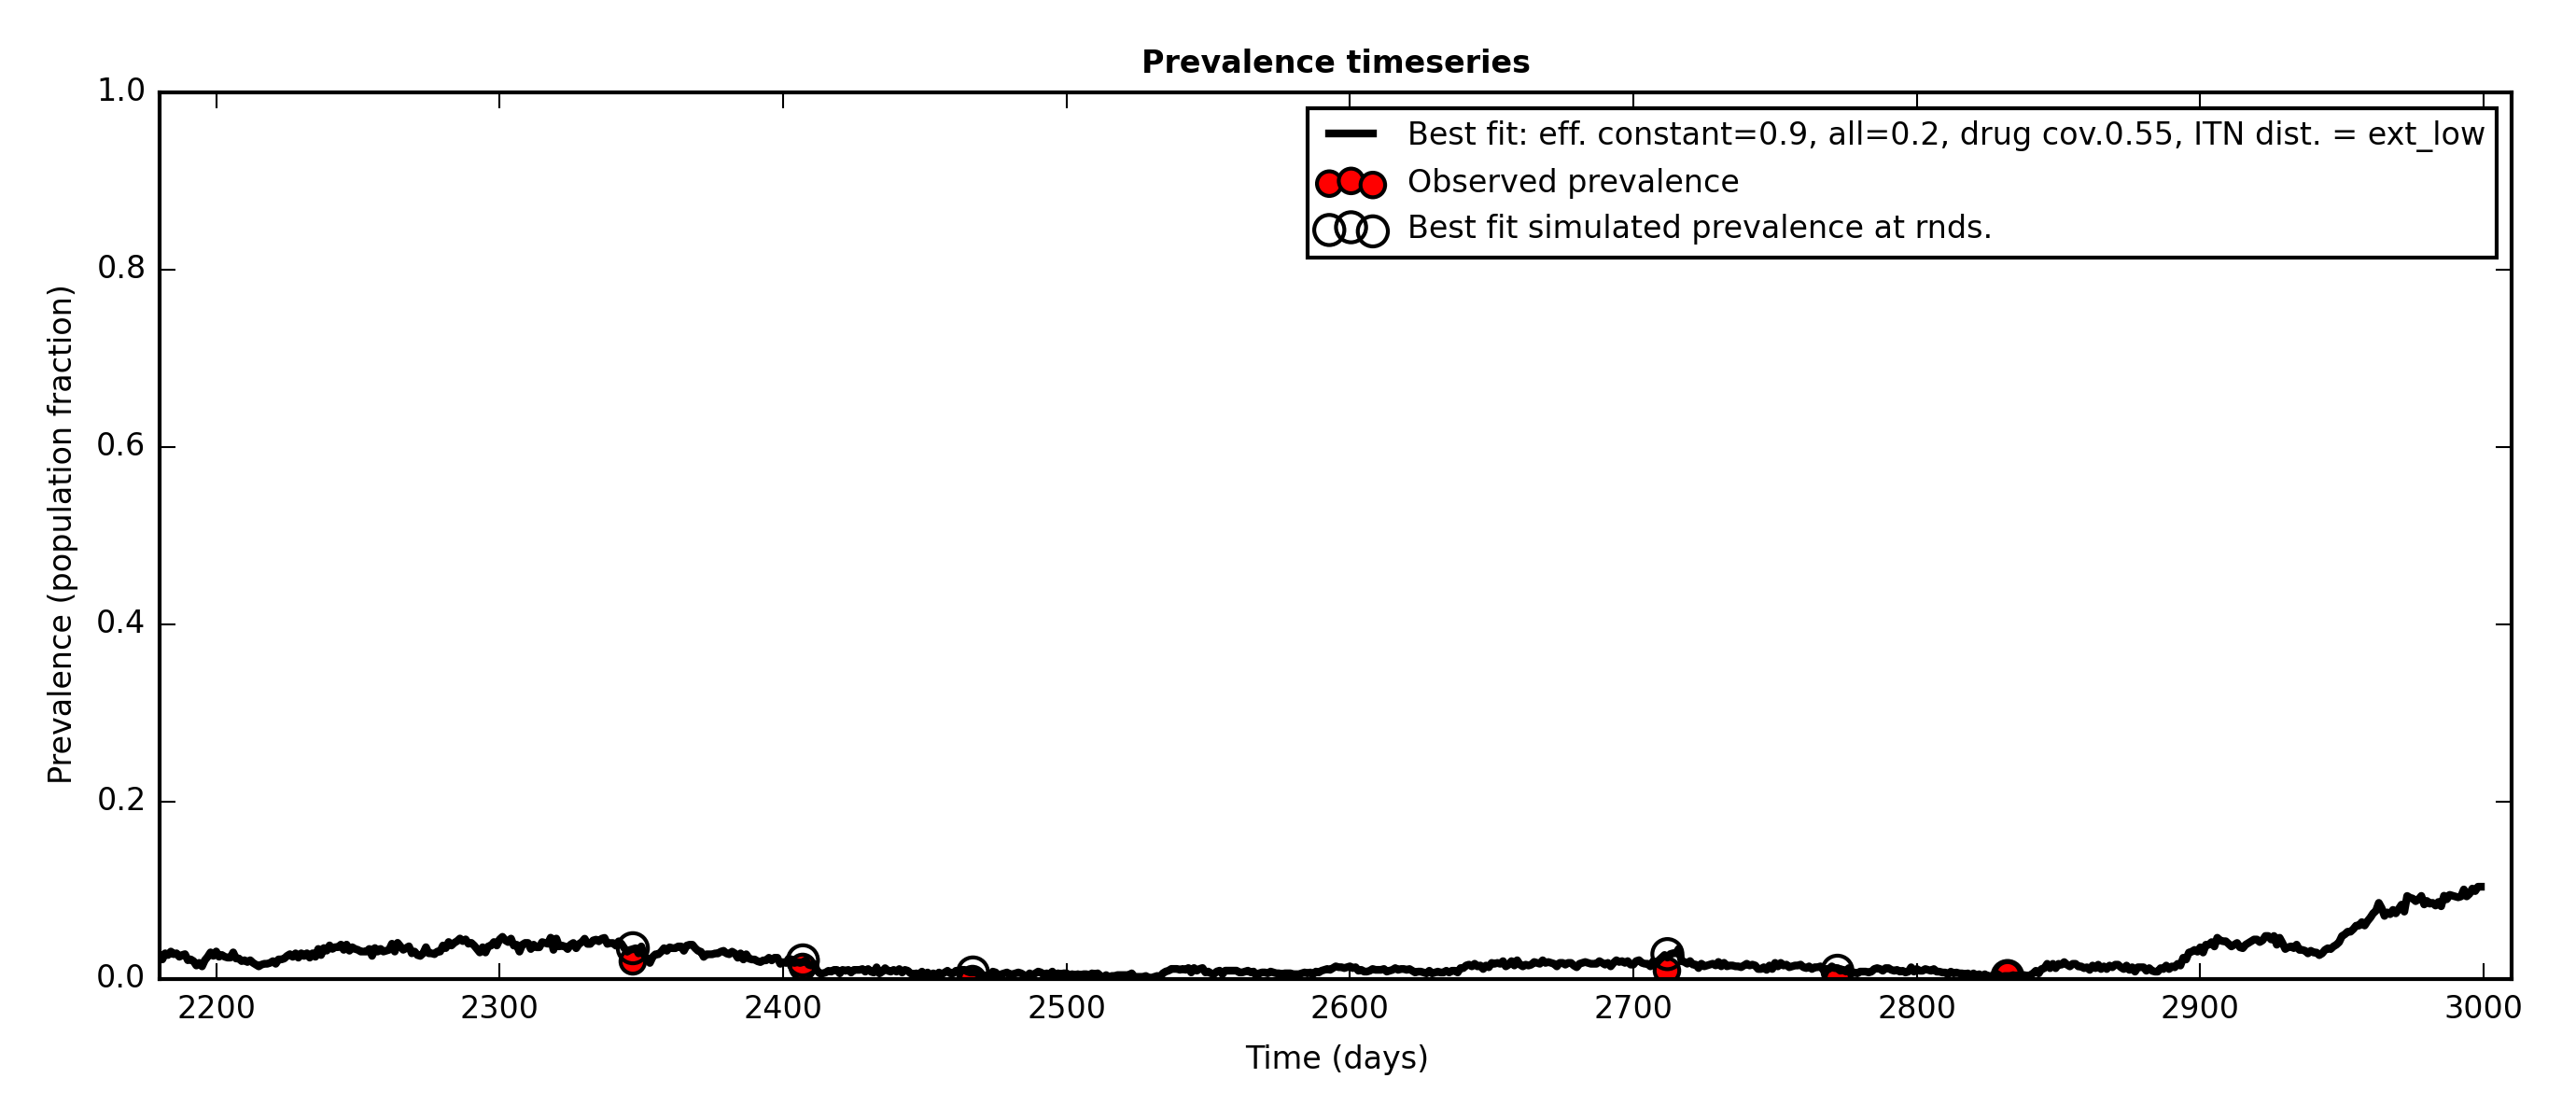 Prevalence timeseries
Best fit: eff. constant=0.9, all=0.2, drug cov.0.55, ITN dist. = ext_low
Observed prevalence
Best fit simulated prevalence at rnds.
Prevalence (population fraction)
1.0
0.8
0.6
0.4
0.2
0.0
2200 2300 2400 2500 2600 2700 2800 2900 3000
Time (days)